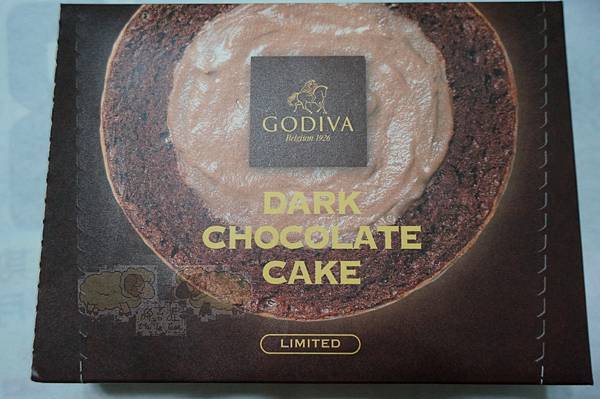 GODIVA
Belgium 1926
DARK
CHOCOLATE
CAKE
LIMITED